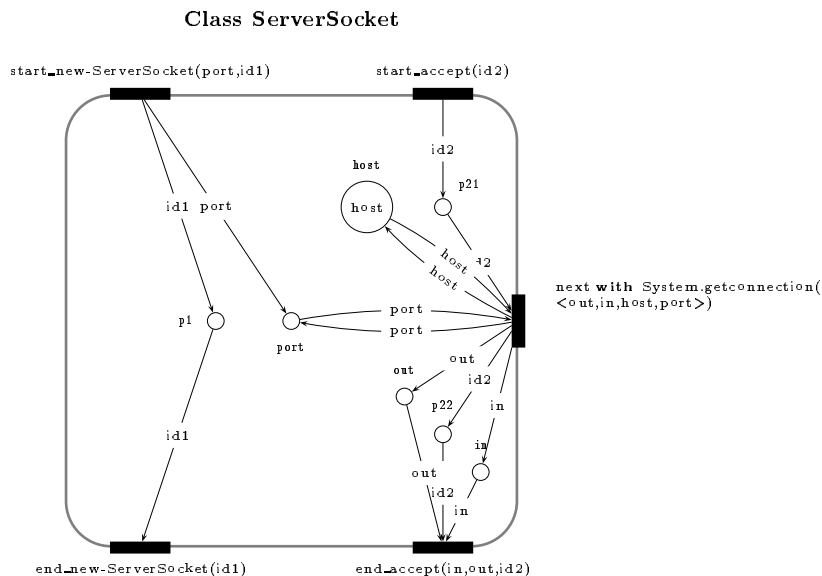 Class ServerSocket
start_new-ServerSocket(port,id1)
start_accept(id2)
id2
host
p21
id1
port
host
host
host
next with System.getconnection(
<out,in,host,port>)
port
p1
port
port
out
out
id2
p22
in
id1
in
out
id2
in
end_new-ServerSocket(id1)
end_accept(in,out,id2)